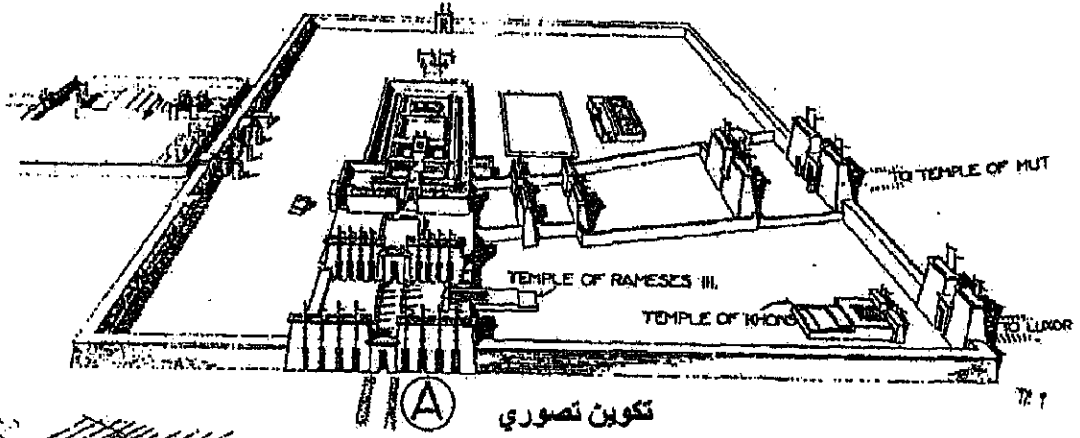 TO TEMPLE OF MUT
TEMPLE OF RAMESES III.
TEMPLE OF KHONS
TO LUXOR
A
تكوين تصوري